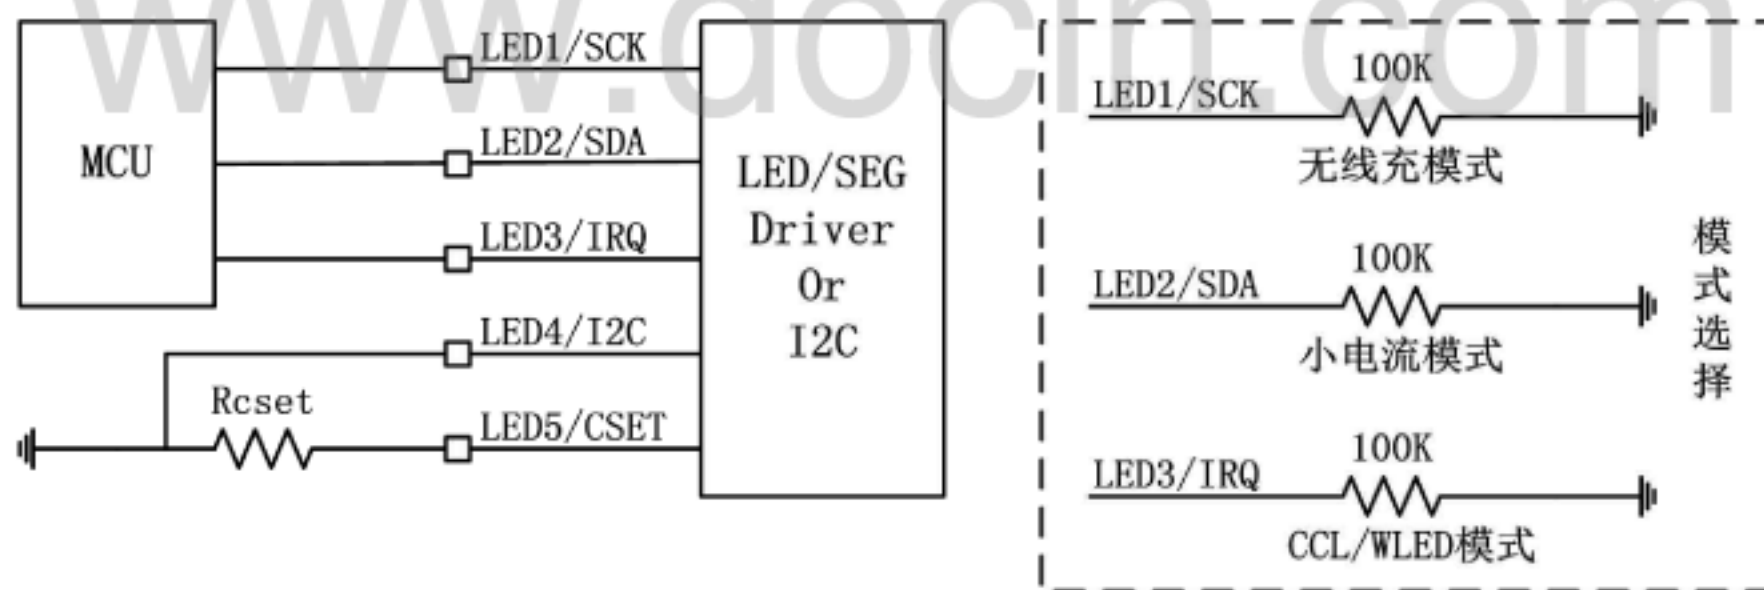 www.docin.com
MCU
LED1/SCK
LED2/SDA
LED3/IRQ
LED4/I2C
LED5/CSET
Rcset
LED/SEG
Driver
Or
I2C
LED1/SCK
100K
无线充模式
LED2/SDA
100K
小电流模式
LED3/IRQ
100K
CCL/WLED模式
模式选择